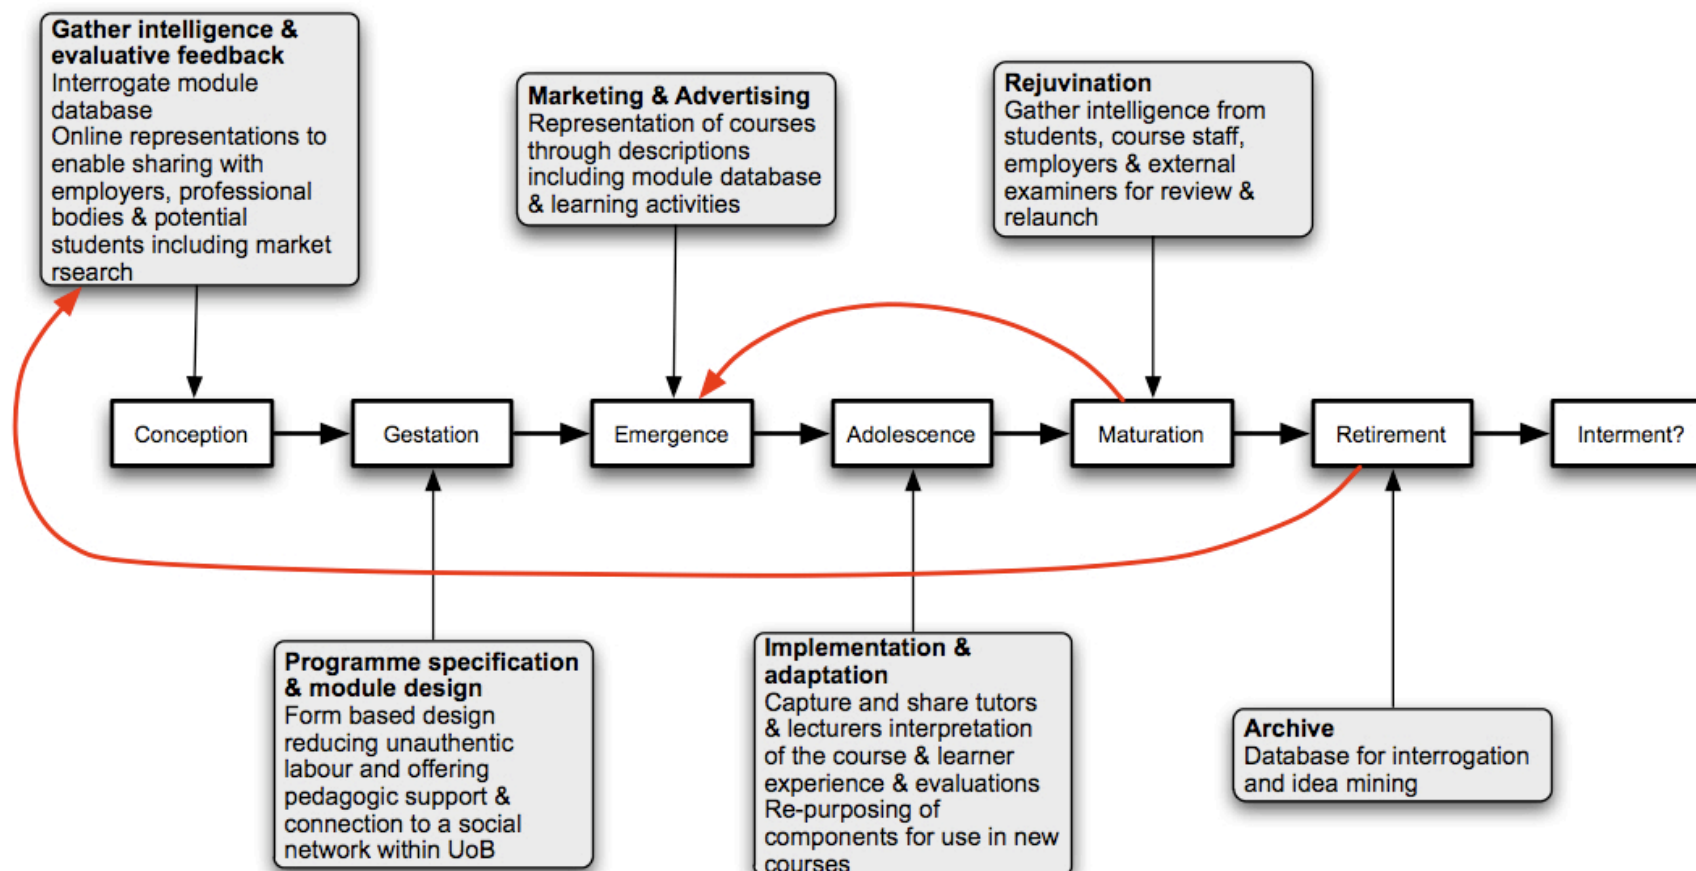 Gather intelligence &
evaluative feedback
Interrogate module
database
Online representations to
enable sharing with
employers, professional
bodies & potential
students including market
rsearch
Marketing & Advertising
Representation of courses
through descriptions
including module database
& learning activities
Rejuvination
Gather intelligence from
students, course staff,
employers & external
examiners for review &
relaunch
Conception
Gestation
Emergence
Adolescence
Maturation
Retirement
Interment?
Programme specification
& module design
Form based design
reducing unauthentic
labour and offering
pedagogic support &
connection to a social
network within UoB
Implementation &
adaptation
Capture and share tutors
& lecturers interpretation
of the course & learner
experience & evaluations
Re-purposing of
components for use in new
courses
Archive
Database for interrogation
and idea mining